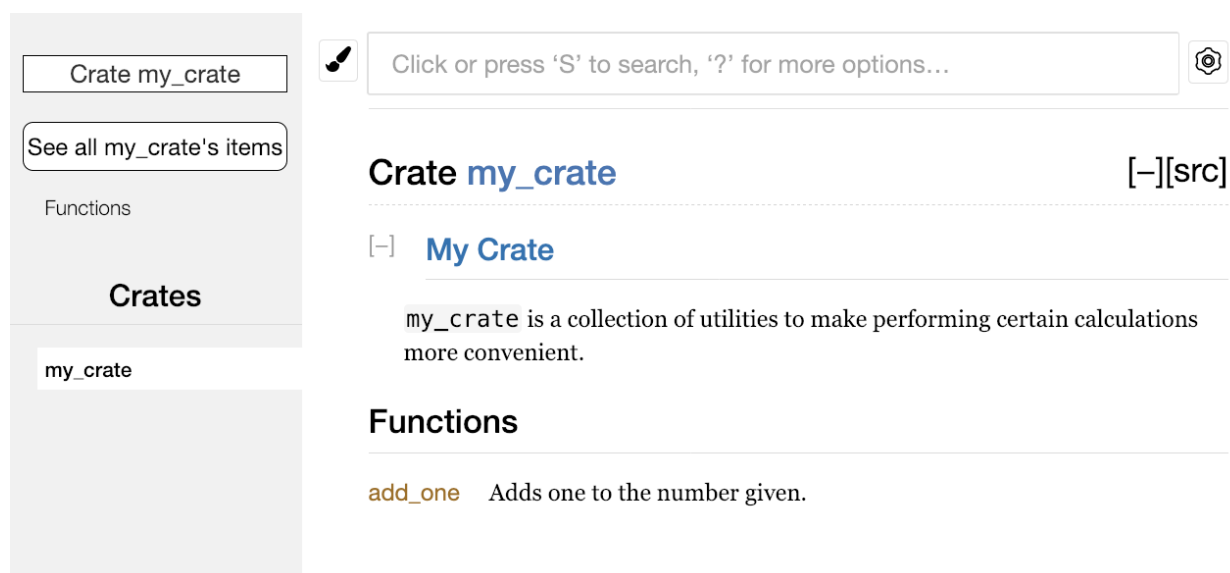 Crate my_crate
See all my_crate's items
Functions
Crates
my_crate
Click or press ‘S’ to search, ‘?’ for more options…
Crate my_crate [−][src]
[−] My Crate
my_crate is a collection of utilities to make performing certain calculations
more convenient.
Functions
add_one Adds one to the number given.